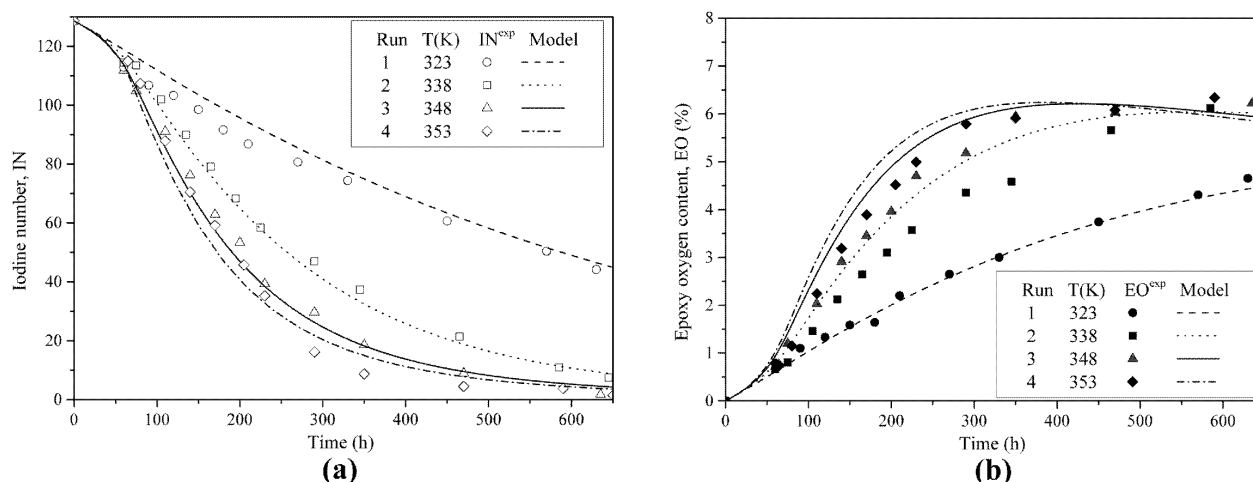 120
100
80
60
40
20
0
Iodine number, IN
Run T(K) IN^exp Model
1 323
2 338
3 348
4 353
0 100 200 300 400 500 600
Time (h)
(a)
8
7
6
5
4
3
2
1
0
Epoxy oxygen content, EO (%)
Run T(K) EO^exp Model
1 323
2 338
3 348
4 353
0 100 200 300 400 500 600
Time (h)
(b)